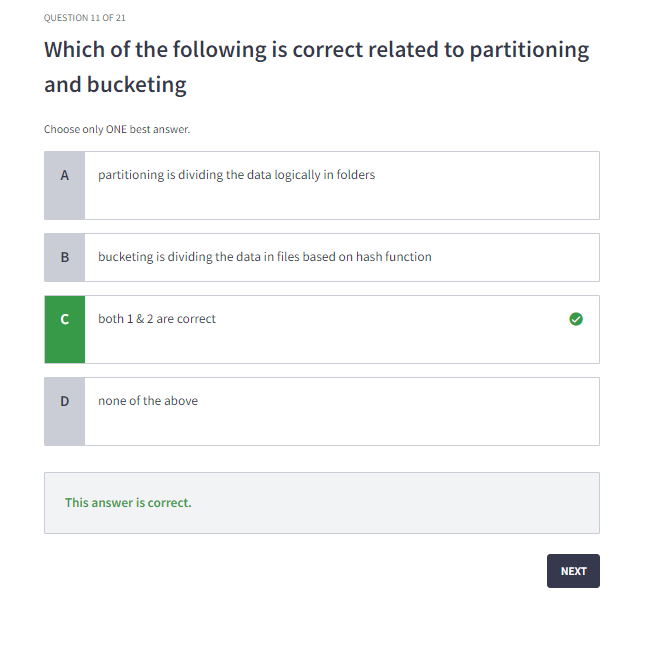 QUESTION 11 OF 21
Which of the following is correct related to partitioning
and bucketing
Choose only ONE best answer.
A
partitioning is dividing the data logically in folders
B
bucketing is dividing the data in files based on hash function
C
both 1 & 2 are correct
D
none of the above
This answer is correct.
NEXT